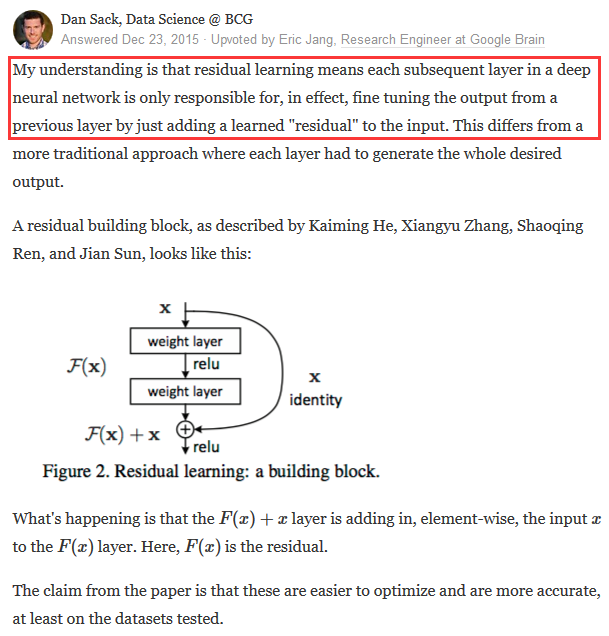 Dan Sack, Data Science @ BCG
Answered Dec 23, 2015 · Upvoted by Eric Jang, Research Engineer at Google Brain
My understanding is that residual learning means each subsequent layer in a deep
neural network is only responsible for, in effect, fine tuning the output from a
previous layer by just adding a learned "residual" to the input. This differs from a
more traditional approach where each layer had to generate the whole desired
output.
A residual building block, as described by Kaiming He, Xiangyu Zhang, Shaoqing
Ren, and Jian Sun, looks like this:
x
weight layer
F(x)
relu
weight layer
x
identity
F(x) + x
relu
Figure 2. Residual learning: a building block.
What's happening is that the F(x) + x layer is adding in, element-wise, the input x
to the F(x) layer. Here, F(x) is the residual.
The claim from the paper is that these are easier to optimize and are more accurate,
at least on the datasets tested.